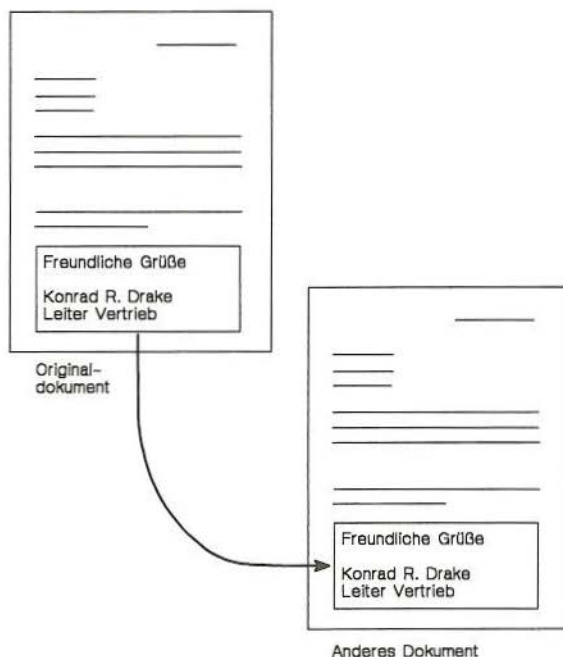 Freundliche Grüße
Konrad R. Drake
Leiter Vertrieb
Original-
dokument
Freundliche Grüße
Konrad R. Drake
Leiter Vertrieb
Anderes Dokument